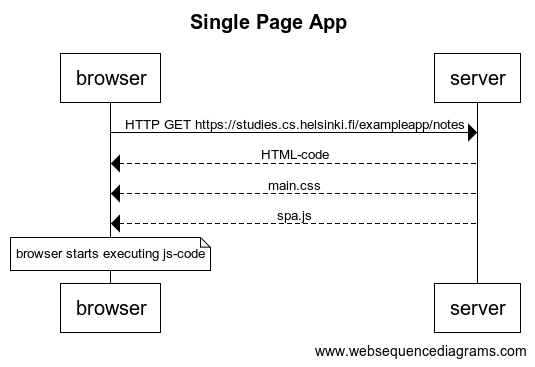 Single Page App
browser
server
HTTP GET https://studies.cs.helsinki.fi/exampleapp/notes
HTML-code
main.css
spa.js
browser starts executing js-code
browser
server
www.websequencediagrams.com